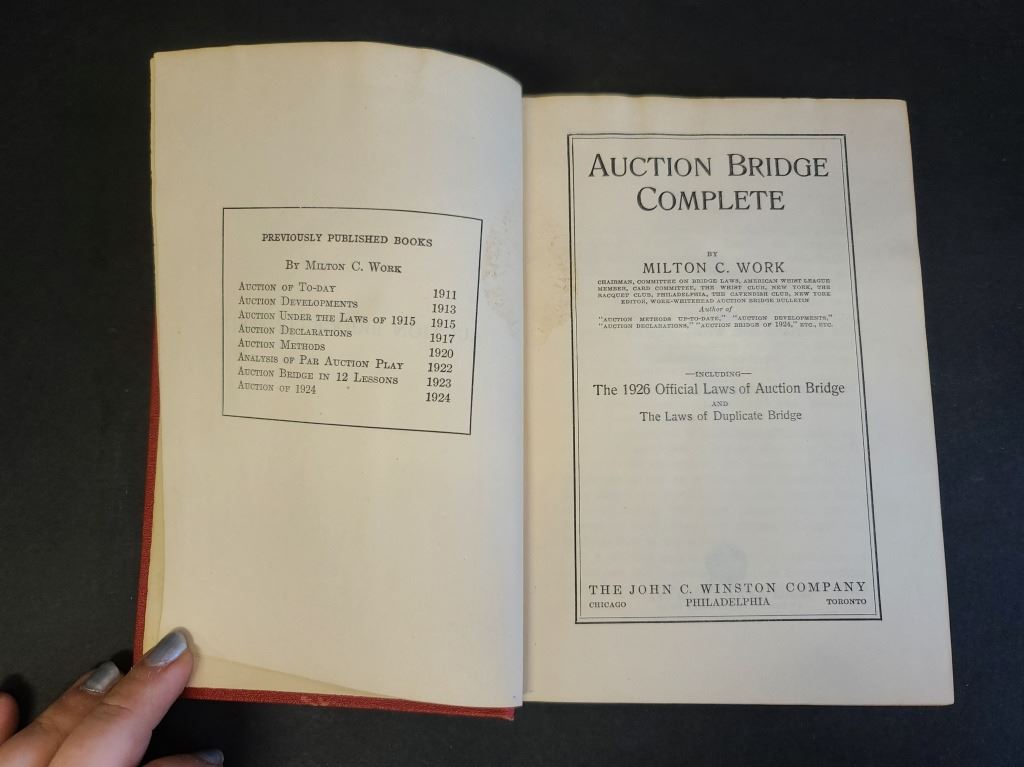 PREVIOUSLY PUBLISHED BOOKS
BY MILTON C. WORK
AUCTION OF TO-DAY 1911
AUCTION DEVELOPMENTS 1913
AUCTION UNDER THE LAWS OF 1915 1915
AUCTION DECLARATIONS 1917
AUCTION METHODS 1920
ANALYSIS OF PAR AUCTION PLAY 1922
AUCTION BRIDGE IN 12 LESSONS 1923
AUCTION OF 1924 1924
AUCTION BRIDGE
COMPLETE
BY
MILTON C. WORK
CHAIRMAN, COMMITTEE ON BRIDGE LAWS, AMERICAN WHIST LEAGUE
MEMBER, CARD COMMITTEE, THE WHIST CLUB, NEW YORK, THE
RACQUET CLUB, PHILADELPHIA, THE CAVENDISH CLUB, NEW YORK
EDITOR, WORK-WHITEHEAD AUCTION BRIDGE BULLETIN
Author of
"AUCTION METHODS UP-TO-DATE," "AUCTION DEVELOPMENTS,"
"AUCTION DECLARATIONS," "AUCTION BRIDGE OF 1924," ETC., ETC.
—INCLUDING—
The 1926 Official Laws of Auction Bridge
AND
The Laws of Duplicate Bridge
THE JOHN C. WINSTON COMPANY
CHICAGO PHILADELPHIA TORONTO